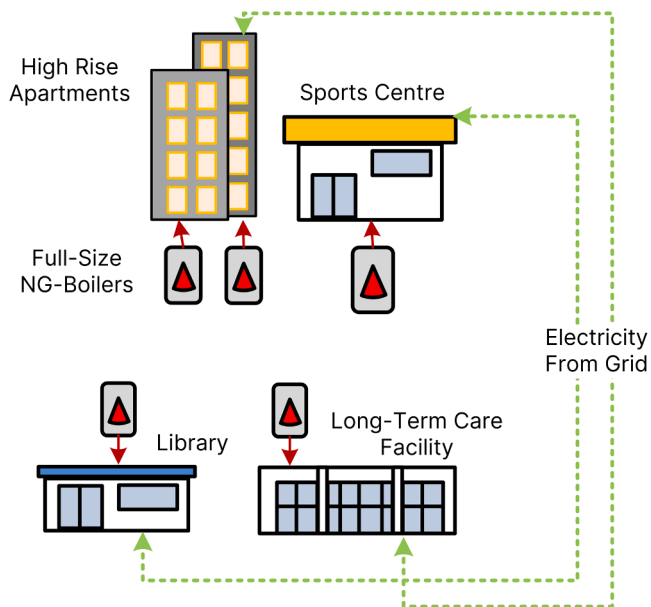 High Rise
Apartments
Sports Centre
Full-Size
NG-Boilers
Electricity
From Grid
Library
Long-Term Care
Facility